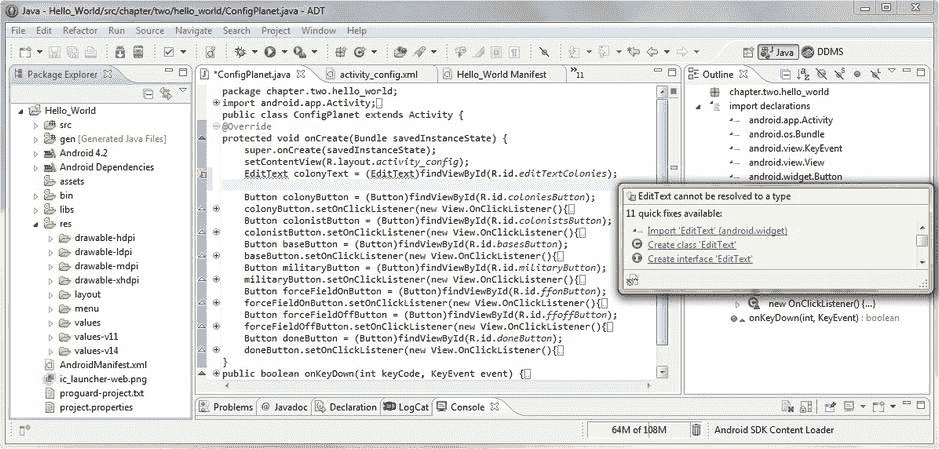 Java - Hello_World/src/chapter/two/hello_world/ConfigPlanet.java - ADT
File Edit Refactor Run Source Navigate Search Project Window Help
Java DDMS
Package Explorer
Hello_World
src
gen [Generated Java Files]
Android 4.2
Android Dependencies
assets
bin
libs
res
drawable-hdpi
drawable-ldpi
drawable-mdpi
drawable-xhdpi
layout
menu
values
values-v11
values-v14
AndroidManifest.xml
ic_launcher-web.png
proguard-project.txt
project.properties
*ConfigPlanet.java activity_config.xml Hello_World Manifest »11
package chapter.two.hello_world;
import android.app.Activity;
public class ConfigPlanet extends Activity {
@Override
protected void onCreate(Bundle savedInstanceState) {
super.onCreate(savedInstanceState);
setContentView(R.layout.activity_config);
EditText colonyText = (EditText)findViewById(R.id.editTextColonies);
Button colonyButton = (Button)findViewById(R.id.coloniesButton);
colonyButton.setOnClickListener(new View.OnClickListener(){
Button colonistButton = (Button)findViewById(R.id.colonistsButton);
colonistButton.setOnClickListener(new View.OnClickListener(){
Button baseButton = (Button)findViewById(R.id.basesButton);
baseButton.setOnClickListener(new View.OnClickListener(){
Button militaryButton = (Button)findViewById(R.id.militaryButton);
militaryButton.setOnClickListener(new View.OnClickListener(){
Button forceFieldOnButton = (Button)findViewById(R.id.ffonButton);
forceFieldOnButton.setOnClickListener(new View.OnClickListener(){
Button forceFieldOffButton = (Button)findViewById(R.id.ffoffButton);
forceFieldOffButton.setOnClickListener(new View.OnClickListener(){
Button doneButton = (Button)findViewById(R.id.doneButton);
doneButton.setOnClickListener(new View.OnClickListener(){
}
public boolean onKeyDown(int keyCode, KeyEvent event) {
Outline
chapter.two.hello_world
import declarations
android.app.Activity
android.os.Bundle
android.view.KeyEvent
android.view.View
android.widget.Button
EditText cannot be resolved to a type
11 quick fixes available:
Import 'EditText' (android.widget)
Create class 'EditText'
Create interface 'EditText'
new OnClickListener() {...}
onKeyDown(int, KeyEvent) : boolean
Problems @ Javadoc Declaration LogCat Console
64M of 108M Android SDK Content Loader